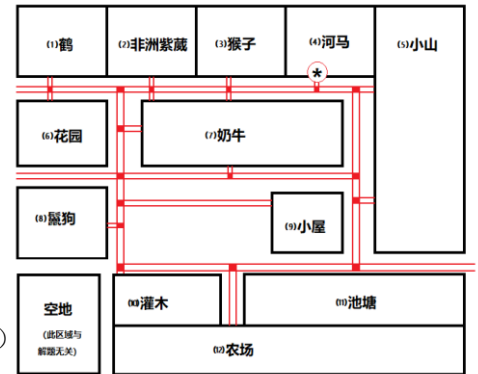 (1)鹤
(2)非洲紫葳
(3)猴子
(4)河马
*
(5)小山
(6)花园
(7)奶牛
(8)鬣狗
(9)小屋
空地
(此区域与
解题无关)
(10)灌木
(11)池塘
(12)农场